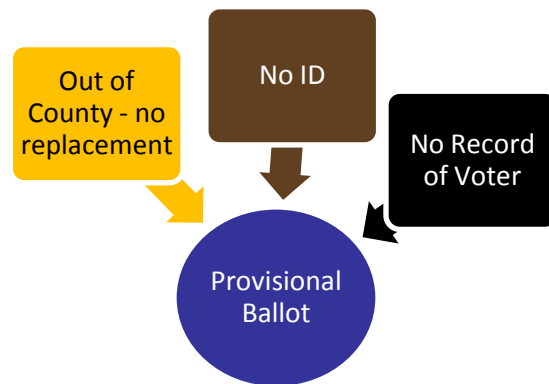 Out of
County - no
replacement
No ID
No Record
of Voter
Provisional
Ballot